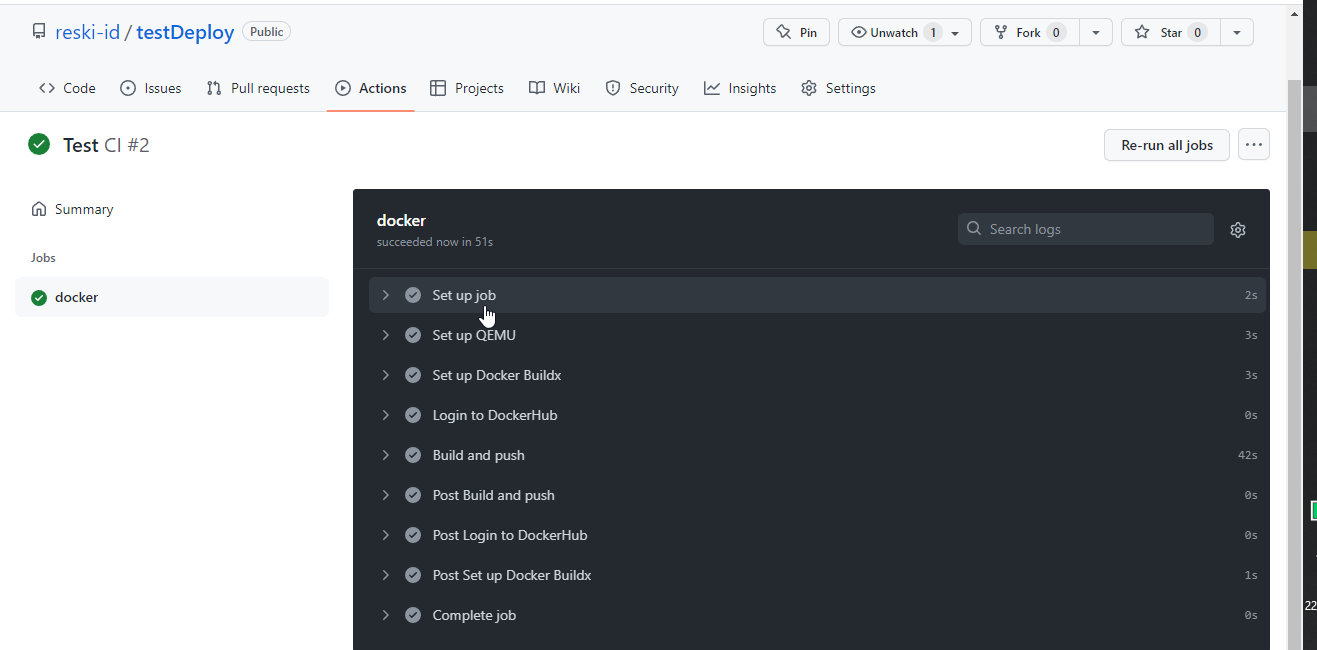 reski-id / testDeploy Public Pin Unwatch 1 Fork 0 Star 0
Code Issues Pull requests Actions Projects Wiki Security Insights Settings
Test CI #2 Re-run all jobs
Summary
Jobs
docker
docker
succeeded now in 51s
Search logs
Set up job 2s
Set up QEMU 3s
Set up Docker Buildx 3s
Login to DockerHub 0s
Build and push 42s
Post Build and push 0s
Post Login to DockerHub 0s
Post Set up Docker Buildx 1s
Complete job 0s
22